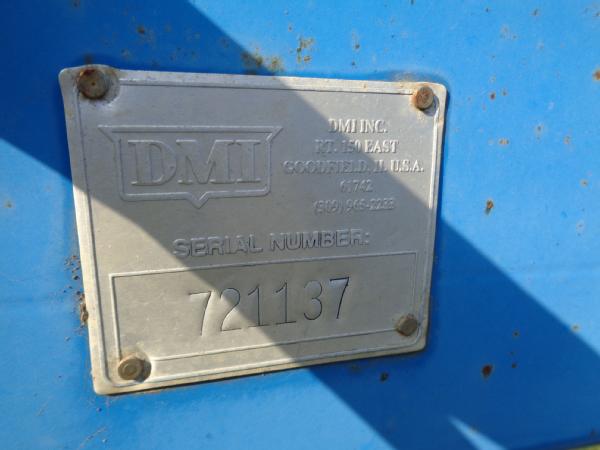 DMI
DMI INC.
RT. 150 EAST
GOODFIELD, IL U.S.A.
61742
(309) 965-2233
SERIAL NUMBER:
721137